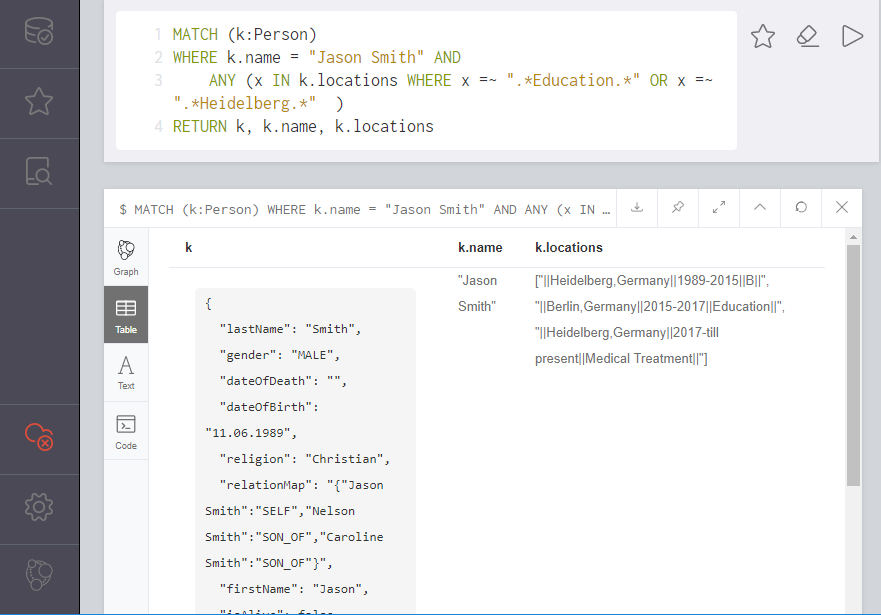 1 MATCH (k:Person)
2 WHERE k.name = "Jason Smith" AND
3 ANY (x IN k.locations WHERE x =~ ".*Education.*" OR x =~
".*Heidelberg.*" )
4 RETURN k, k.name, k.locations
$ MATCH (k:Person) WHERE k.name = "Jason Smith" AND ANY (x IN …
Graph
Table
Text
Code
k k.name k.locations
{
"lastName": "Smith",
"gender": "MALE",
"dateOfDeath": "",
"dateOfBirth":
"11.06.1989",
"religion": "Christian",
"relationMap": "{"Jason
Smith":"SELF","Nelson
Smith":"SON_OF","Caroline
Smith":"SON_OF"}",
"firstName": "Jason",
"isAlive": false
"Jason
Smith"
["||Heidelberg,Germany||1989-2015||B||",
"||Berlin,Germany||2015-2017||Education||",
"||Heidelberg,Germany||2017-till
present||Medical Treatment||"]